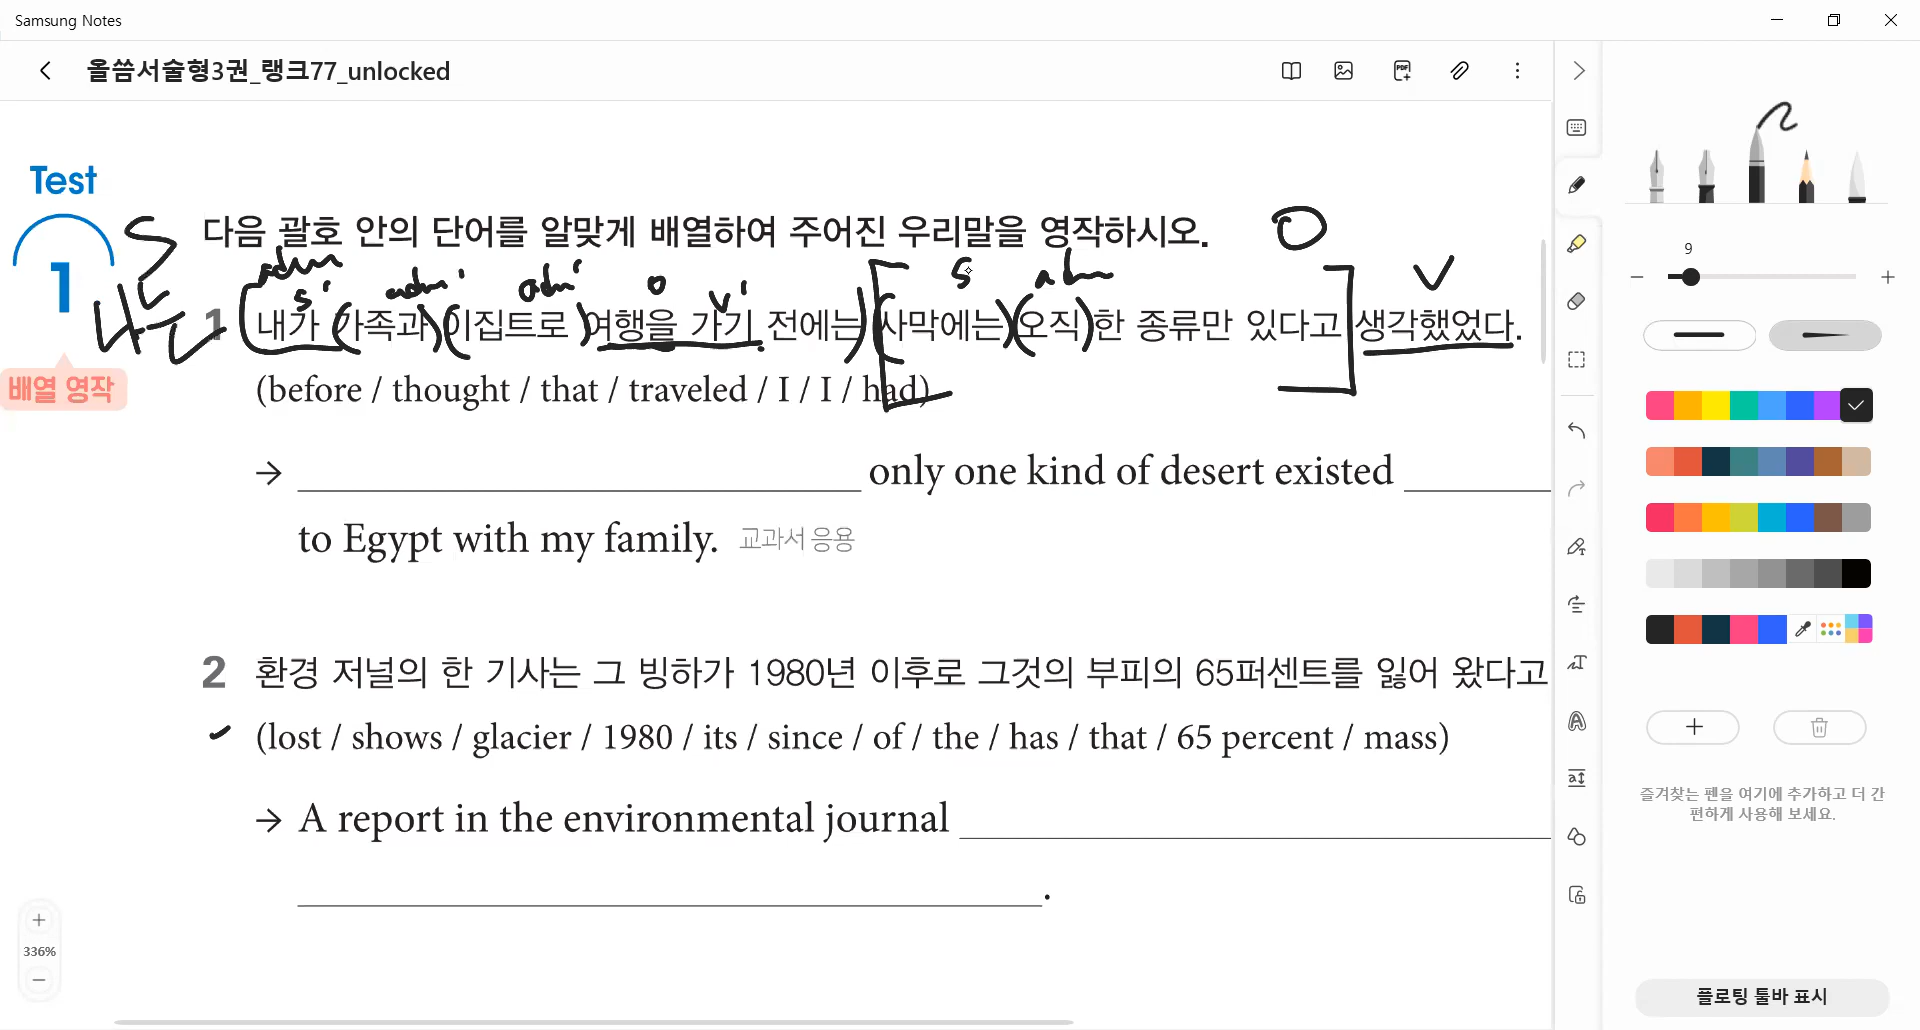 Samsung Notes
올씀서술형3권_랭크77_unlocked
Test
1
배열 영작
다음 괄호 안의 단어를 알맞게 배열하여 주어진 우리말을 영작하시오.
S
O
adm
s'
adm'
adm'
o
v'
s
V
나는
1 내가 가족과 이집트로 여행을 가기 전에는 사막에는 오직 한 종류만 있다고 생각했었다.
(before / thought / that / traveled / I / I / had)
→ only one kind of desert existed
to Egypt with my family. 교과서 응용
2 환경 저널의 한 기사는 그 빙하가 1980년 이후로 그것의 부피의 65퍼센트를 잃어 왔다고
(lost / shows / glacier / 1980 / its / since / of / the / has / that / 65 percent / mass)
→ A report in the environmental journal
.
336%
9
즐겨찾는 펜을 여기에 추가하고 더 간
편하게 사용해 보세요.
플로팅 툴바 표시